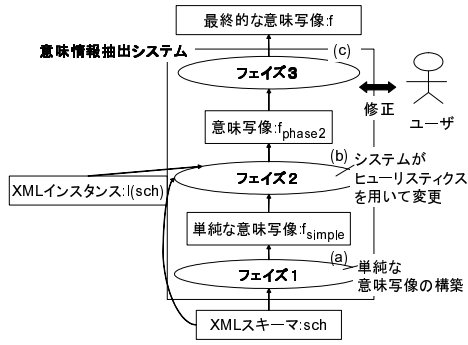 最終的な意味写像:f
意味情報抽出システム
(c)
フェイズ3
修正
ユーザ
意味写像:fphase2
(b)
システムが
ヒューリスティクス
を用いて変更
フェイズ2
XMLインスタンス:I(sch)
単純な意味写像:fsimple
(a)
単純な
意味写像の構築
フェイズ1
XMLスキーマ:sch